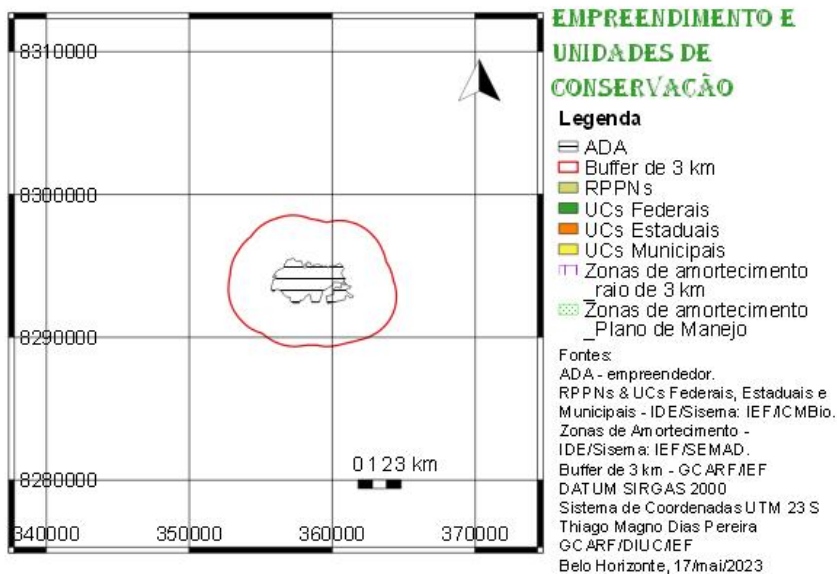 EMPREENDIMENTO E
UNIDADES DE
CONSERVAÇÃO
Legenda
ADA
Buffer de 3 km
RPPNs
UCs Federais
UCs Estaduais
UCs Municipais
Zonas de amortecimento
_raio de 3 km
Zonas de amortecimento
_Plano de Manejo
Fontes:
ADA - empreendedor.
RPPNs & UCs Federais, Estaduais e
Municipais - IDE/Sisema: IEF/ICMBio.
Zonas de Amortecimento -
IDE/Sisema: IEF/SEMAD.
Buffer de 3 km - GCARF/IEF
DATUM SIRGAS 2000
Sistema de Coordenadas UTM 23 S
Thiago Magno Dias Pereira
GCARF/DIUC/IEF
Belo Horizonte, 17/mai/2023
8310000
8300000
8290000
8280000
0 1 2 3 km
340000 350000 360000 370000